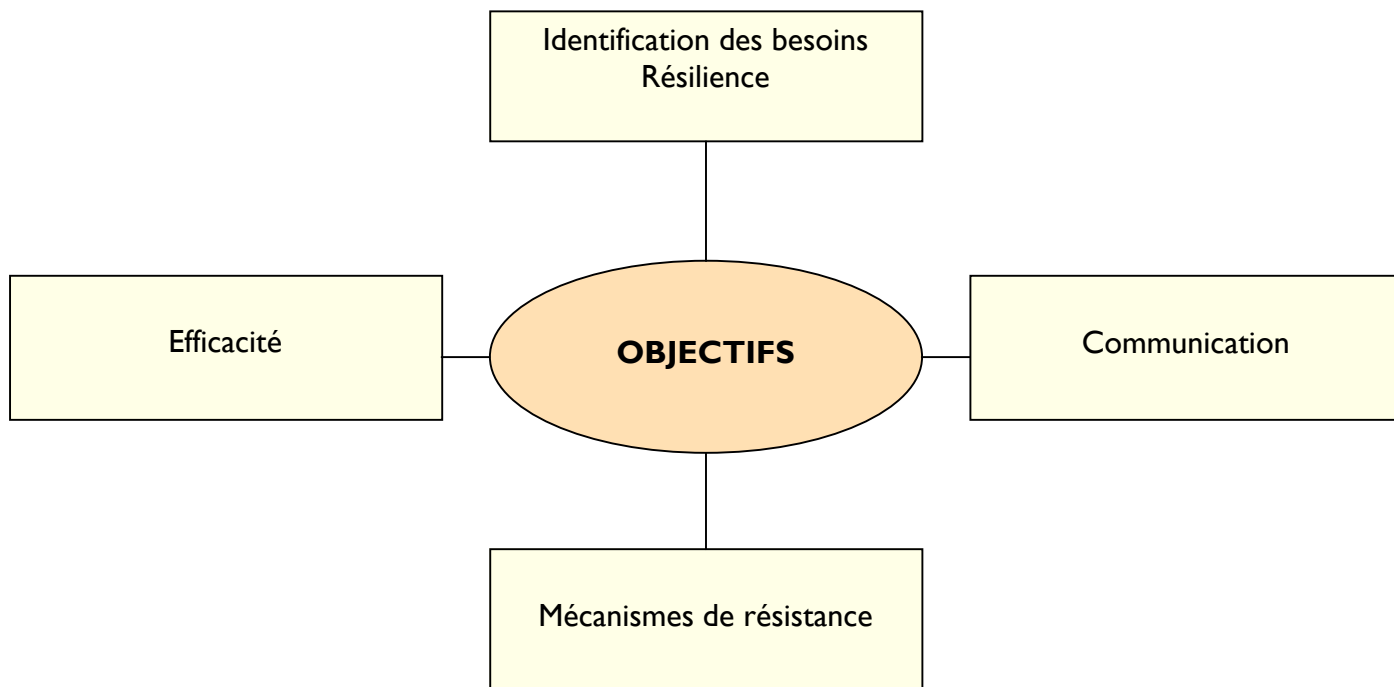 Identification des besoins
Résilience
Efficacité
OBJECTIFS
Communication
Mécanismes de résistance